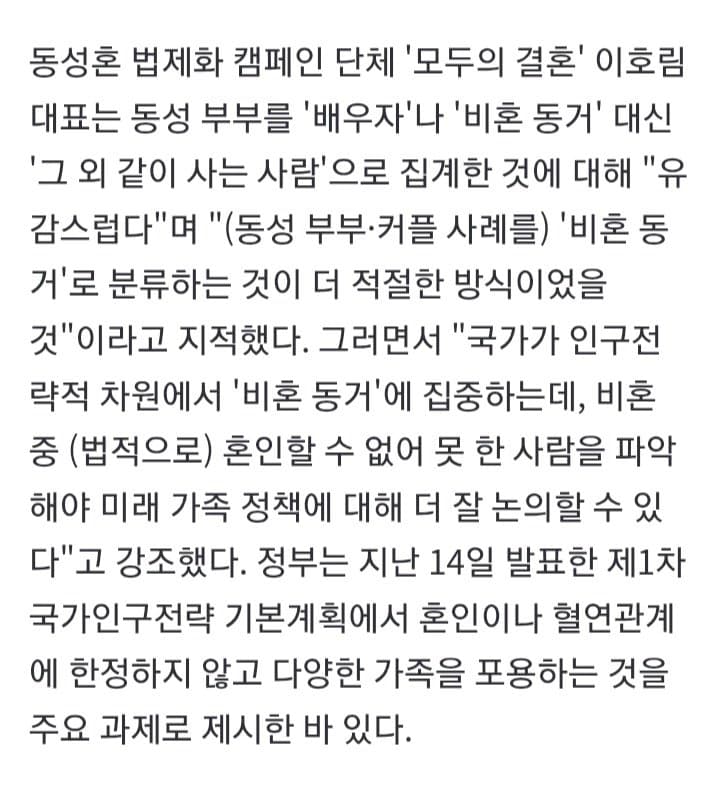 동성혼 법제화 캠페인 단체 '모두의 결혼' 이호림
대표는 동성 부부를 '배우자'나 '비혼 동거' 대신
'그 외 같이 사는 사람'으로 집계한 것에 대해 "유
감스럽다"며 "(동성 부부·커플 사례를) '비혼 동
거'로 분류하는 것이 더 적절한 방식이었을
것"이라고 지적했다. 그러면서 "국가가 인구전
략적 차원에서 '비혼 동거'에 집중하는데, 비혼
중 (법적으로) 혼인할 수 없어 못 한 사람을 파악
해야 미래 가족 정책에 대해 더 잘 논의할 수 있
다"고 강조했다. 정부는 지난 14일 발표한 제1차
국가인구전략 기본계획에서 혼인이나 혈연관계
에 한정하지 않고 다양한 가족을 포용하는 것을
주요 과제로 제시한 바 있다.